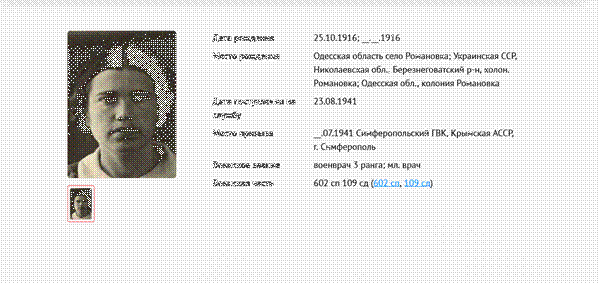 Дата рождения 25.10.1916; __.__.1916
Место рождения Одесская область село Романовка; Украинская ССР,
Николаевская обл., Березнеговатский р-н, колон.
Романовка; Одесская обл., колония Романовка
Дата поступления на 23.08.1941
службу
Место призыва __.07.1941 Симферопольский ГВК, Крымская АССР,
г. Симферополь
Воинское звание военврач 3 ранга; мл. врач
Воинская часть 602 сп 109 сд (602 сп, 109 сд)